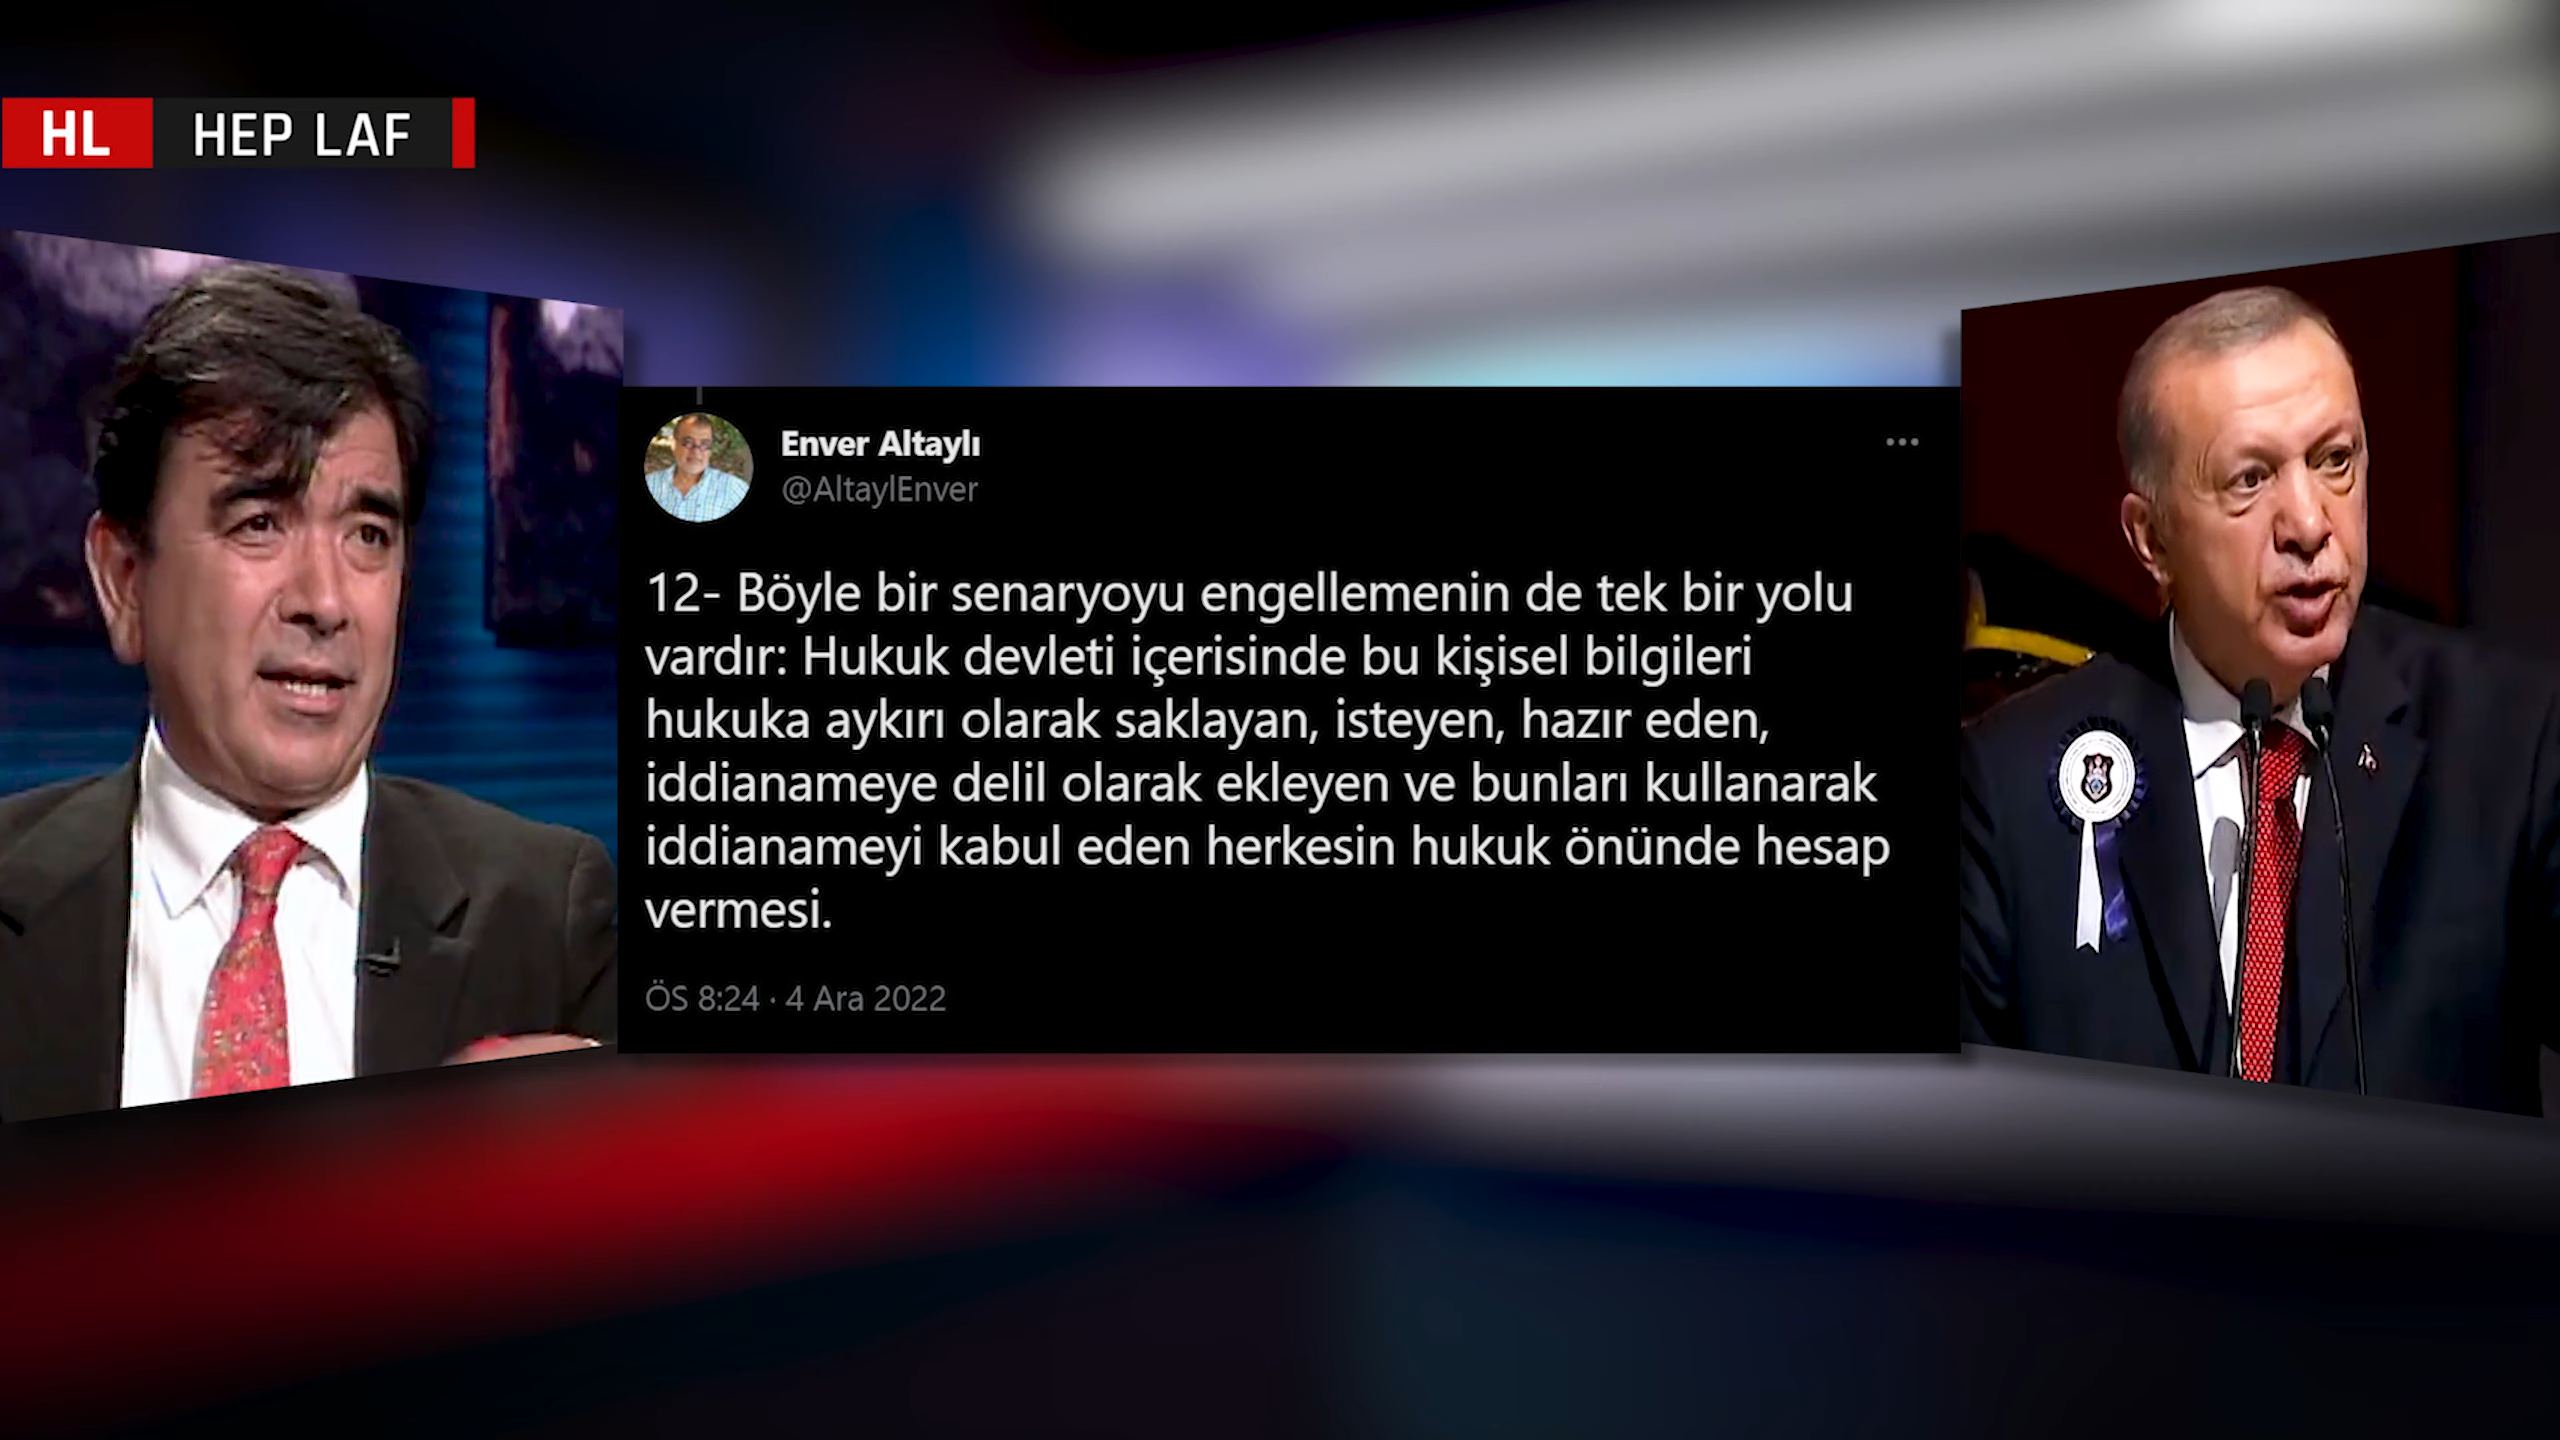 HL HEP LAF
Enver Altaylı
@AltaylEnver
12- Böyle bir senaryoyu engellemenin de tek bir yolu
vardır: Hukuk devleti içerisinde bu kişisel bilgileri
hukuka aykırı olarak saklayan, isteyen, hazır eden,
iddianameye delil olarak ekleyen ve bunları kullanarak
iddianameyi kabul eden herkesin hukuk önünde hesap
vermesi.
ÖS 8:24 · 4 Ara 2022